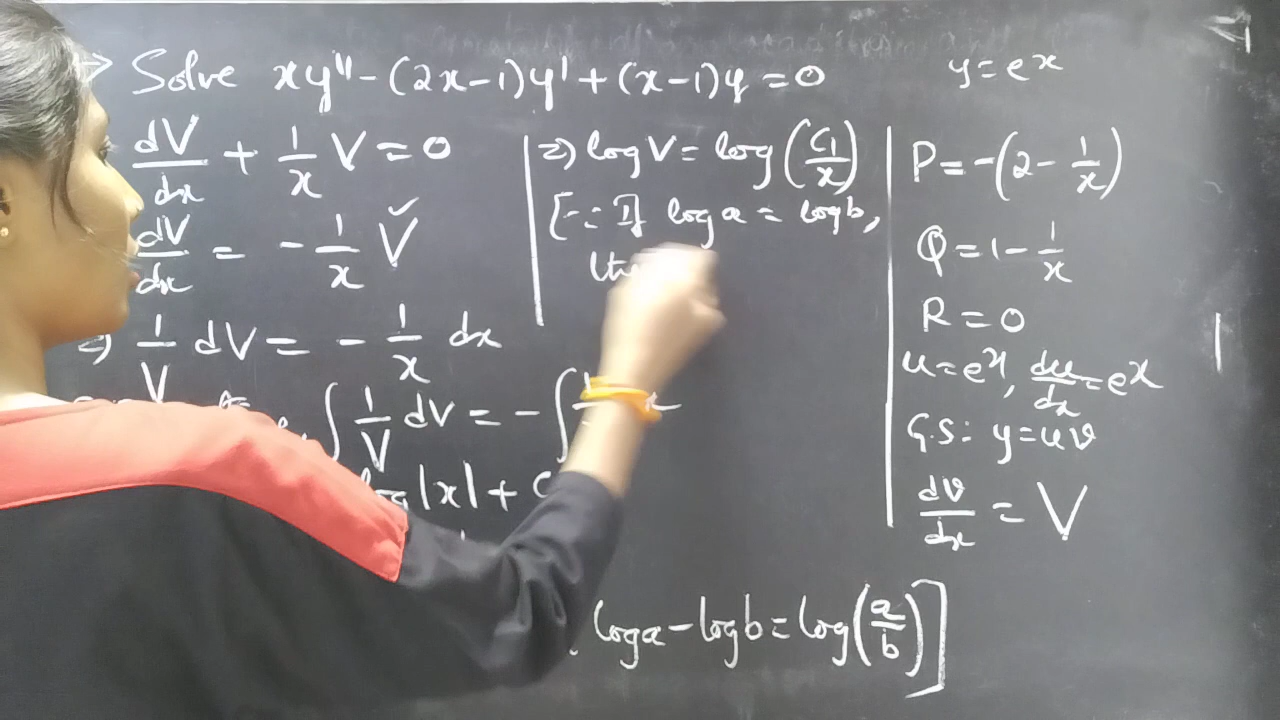 Solve xy'' - (2x-1)y' + (x-1)y = 0
y = e^x
dV/dx + 1/x V = 0
dV/dx = - 1/x V
⇒ 1/V dV = - 1/x dx
∫ 1/V dV = - ∫
log |x| + C
⇒ log V = log (C₁/x)
[∵ If log a = log b,
log a - log b = log (a/b)]
P = -(2 - 1/x)
Q = 1 - 1/x
R = 0
u = e^x, du/dx = e^x
G.S: y = uv
dv/dx = V